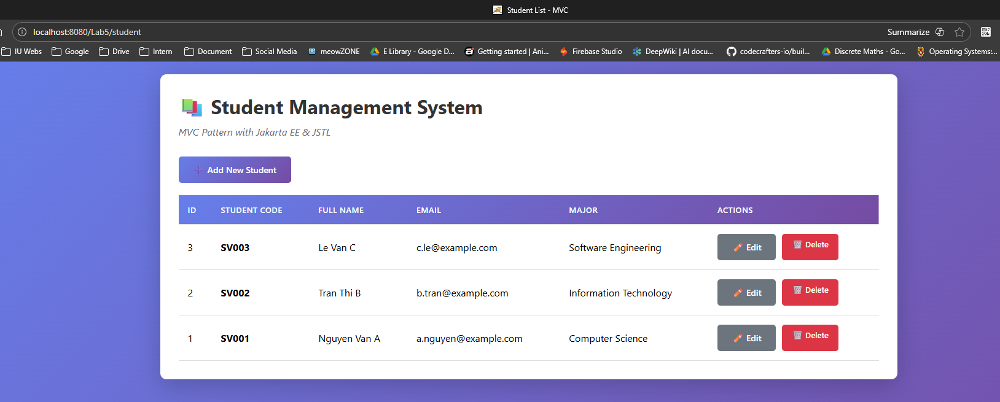 Student List - MVC
localhost:8080/Lab5/student
Summarize
IU Webs Google Drive Intern Document Social Media meowZONE E Library - Google D... Getting started | Ani... Firebase Studio DeepWiki | AI docu... codecrafters-io/buil... Discrete Maths - Go... Operating Systems:...
Student Management System
MVC Pattern with Jakarta EE & JSTL
Add New Student
ID STUDENT CODE FULL NAME EMAIL MAJOR ACTIONS
3 SV003 Le Van C c.le@example.com Software Engineering Edit Delete
2 SV002 Tran Thi B b.tran@example.com Information Technology Edit Delete
1 SV001 Nguyen Van A a.nguyen@example.com Computer Science Edit Delete